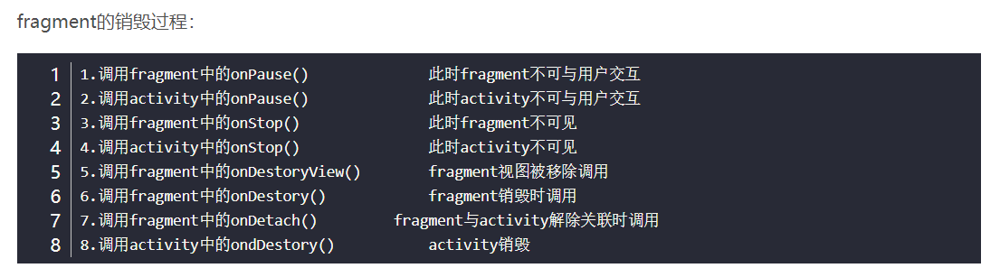 fragment的销毁过程：
1 1.调用fragment中的onPause() 此时fragment不可与用户交互
2 2.调用activity中的onPause() 此时activity不可与用户交互
3 3.调用fragment中的onStop() 此时fragment不可见
4 4.调用activity中的onStop() 此时activity不可见
5 5.调用fragment中的onDestoryView() fragment视图被移除调用
6 6.调用fragment中的onDestory() fragment销毁时调用
7 7.调用fragment中的onDetach() fragment与activity解除关联时调用
8 8.调用activity中的ondDestory() activity销毁